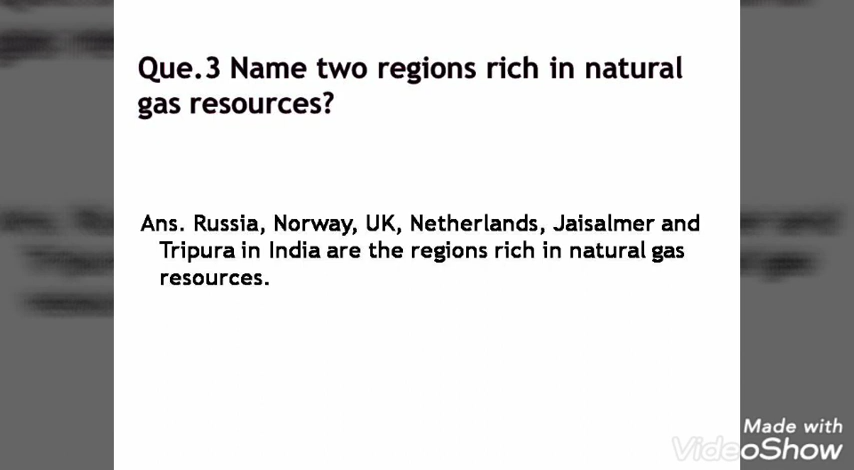 Que.3 Name two regions rich in natural
gas resources?
Ans. Russia, Norway, UK, Netherlands, Jaisalmer and
Tripura in India are the regions rich in natural gas
resources.
Made with
VideoShow